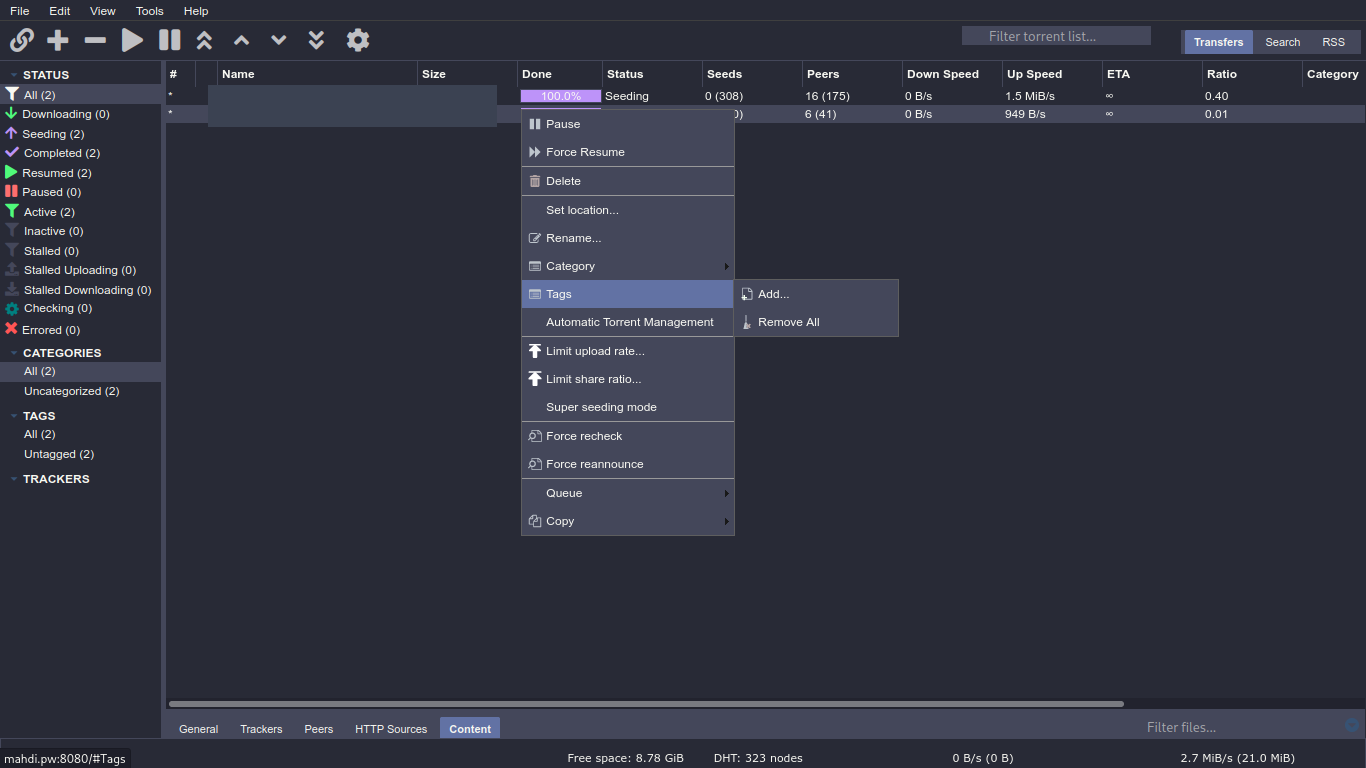 File Edit View Tools Help
Filter torrent list...
Transfers Search RSS
# Name Size Done Status Seeds Peers Down Speed Up Speed ETA Ratio Category
* 100.0% Seeding 0 (308) 16 (175) 0 B/s 1.5 MiB/s ∞ 0.40
* 0) 6 (41) 0 B/s 949 B/s ∞ 0.01
STATUS
All (2)
Downloading (0)
Seeding (2)
Completed (2)
Resumed (2)
Paused (0)
Active (2)
Inactive (0)
Stalled (0)
Stalled Uploading (0)
Stalled Downloading (0)
Checking (0)
Errored (0)
CATEGORIES
All (2)
Uncategorized (2)
TAGS
All (2)
Untagged (2)
TRACKERS
Pause
Force Resume
Delete
Set location...
Rename...
Category
Tags
Automatic Torrent Management
Limit upload rate...
Limit share ratio...
Super seeding mode
Force recheck
Force reannounce
Queue
Copy
Add...
Remove All
General Trackers Peers HTTP Sources Content
Filter files...
mahdi.pw:8080/#Tags
Free space: 8.78 GiB DHT: 323 nodes 0 B/s (0 B) 2.7 MiB/s (21.0 MiB)